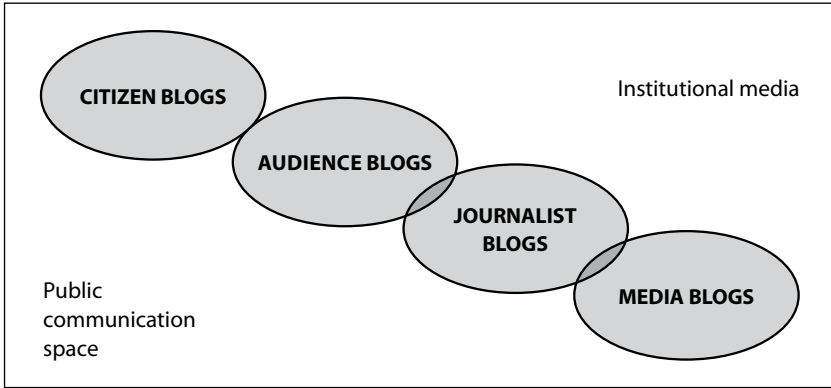 CITIZEN BLOGS
Institutional media
AUDIENCE BLOGS
JOURNALIST
BLOGS
MEDIA BLOGS
Public
communication
space